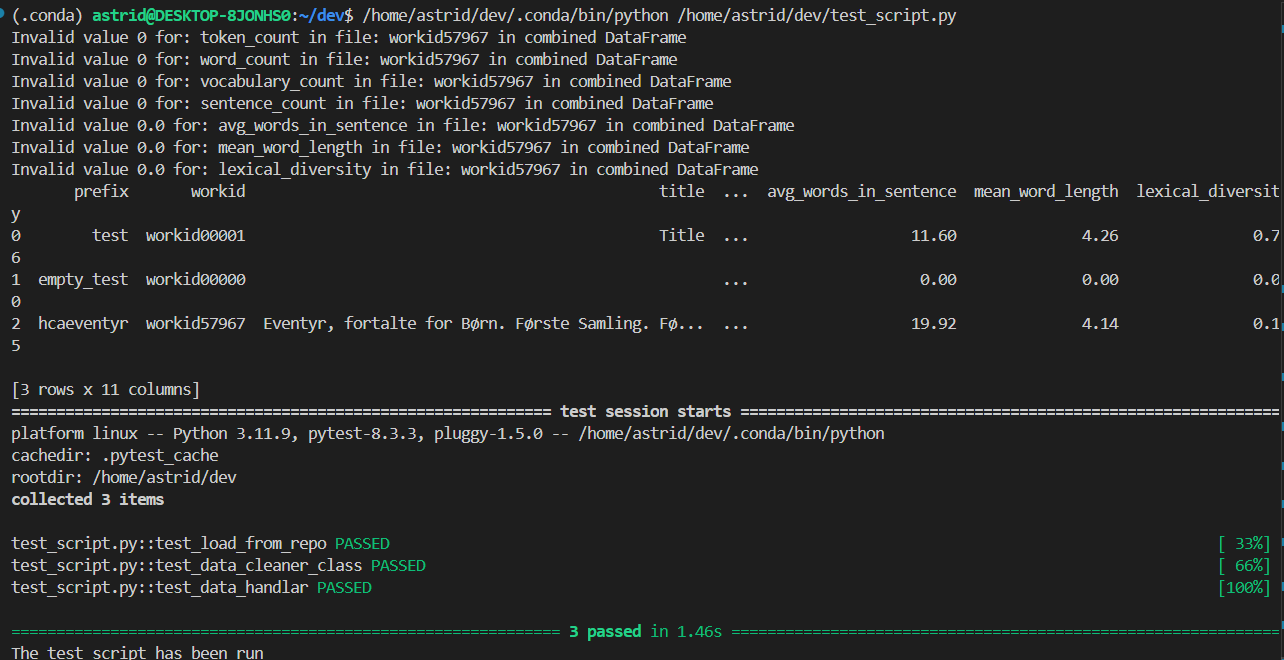 (.conda) astrid@DESKTOP-8JONHS0:~/dev$ /home/astrid/dev/.conda/bin/python /home/astrid/dev/test_script.py
Invalid value 0 for: token_count in file: workid57967 in combined DataFrame
Invalid value 0 for: word_count in file: workid57967 in combined DataFrame
Invalid value 0 for: vocabulary_count in file: workid57967 in combined DataFrame
Invalid value 0 for: sentence_count in file: workid57967 in combined DataFrame
Invalid value 0.0 for: avg_words_in_sentence in file: workid57967 in combined DataFrame
Invalid value 0.0 for: mean_word_length in file: workid57967 in combined DataFrame
Invalid value 0.0 for: lexical_diversity in file: workid57967 in combined DataFrame
prefix workid title ... avg_words_in_sentence mean_word_length lexical_diversit
y
0 test workid00001 Title ... 11.60 4.26 0.7
6
1 empty_test workid00000 ... 0.00 0.00 0.0
0
2 hcaeventyr workid57967 Eventyr, fortalte for Børn. Første Samling. Fø... ... 19.92 4.14 0.1
5
[3 rows x 11 columns]
============================================================ test session starts ============================================================
platform linux -- Python 3.11.9, pytest-8.3.3, pluggy-1.5.0 -- /home/astrid/dev/.conda/bin/python
cachedir: .pytest_cache
rootdir: /home/astrid/dev
collected 3 items
test_script.py::test_load_from_repo PASSED [ 33%]
test_script.py::test_data_cleaner_class PASSED [ 66%]
test_script.py::test_data_handlar PASSED [100%]
============================================================= 3 passed in 1.46s =============================================================
The test script has been run